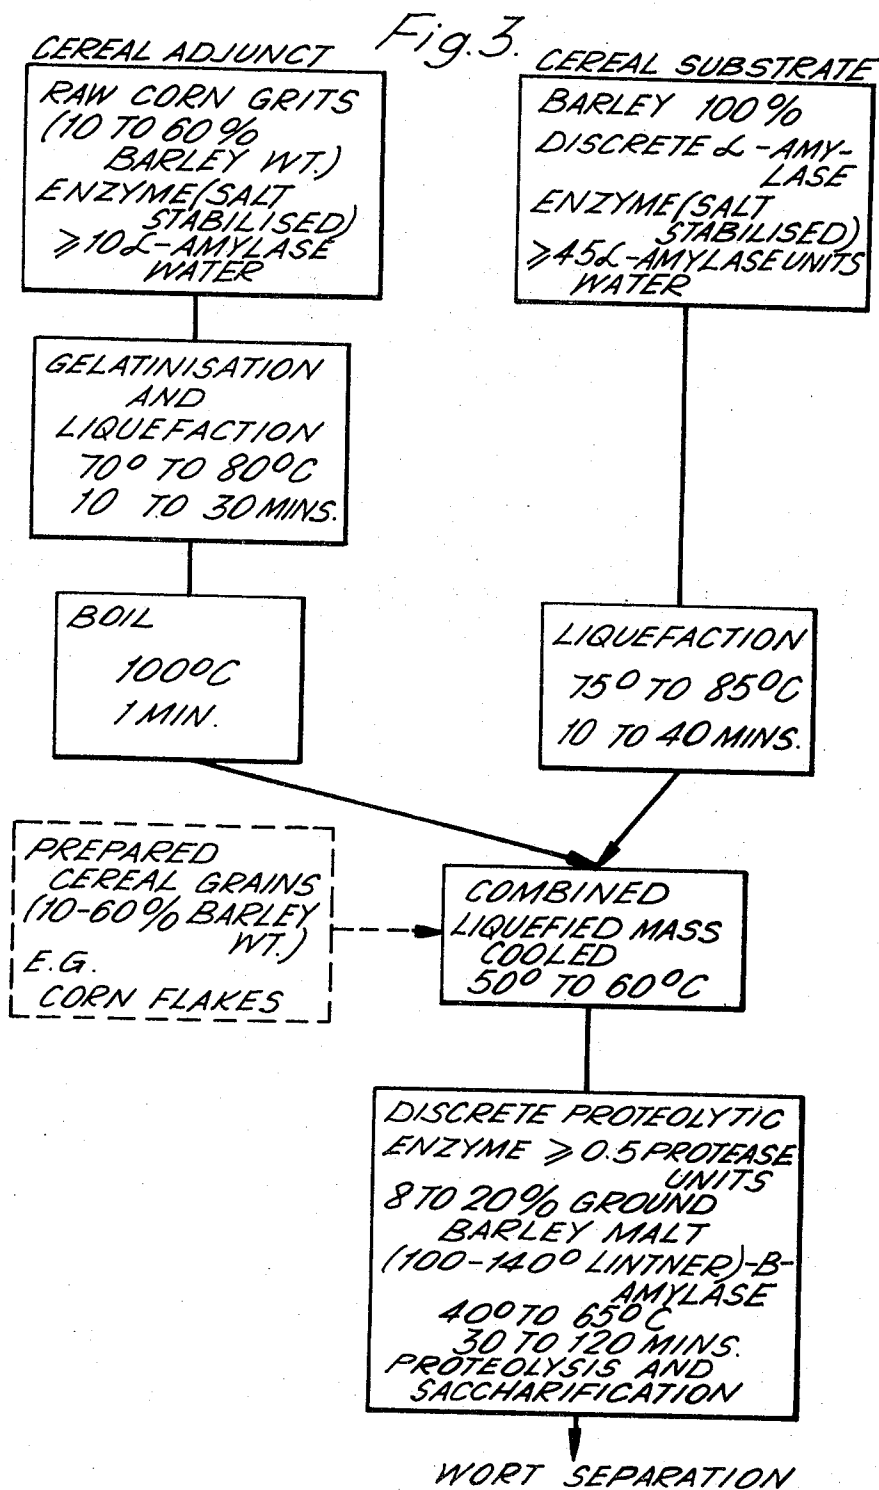 Fig.3.
CEREAL ADJUNCT
RAW CORN GRITS
(10 TO 60%
BARLEY WT.)
ENZYME(SALT
STABILISED)
⩾10 α-AMYLASE
WATER
GELATINISATION
AND
LIQUEFACTION
70° TO 80°C
10 TO 30 MINS.
BOIL
100°C
1 MIN.
CEREAL SUBSTRATE
BARLEY 100%
DISCRETE α-AMY-
LASE
ENZYME(SALT
STABILISED)
⩾45 α-AMYLASE UNITS
WATER
LIQUEFACTION
75° TO 85°C
10 TO 40 MINS.
PREPARED
CEREAL GRAINS
(10-60% BARLEY
WT.)
E.G.
CORN FLAKES
COMBINED
LIQUEFIED MASS
COOLED
50° TO 60°C
DISCRETE PROTEOLYTIC
ENZYME ⩾ 0.5 PROTEASE
UNITS
8 TO 20% GROUND
BARLEY MALT
(100-140° LINTNER)-B-
AMYLASE
40° TO 65°C
30 TO 120 MINS.
PROTEOLYSIS AND
SACCHARIFICATION
WORT SEPARATION